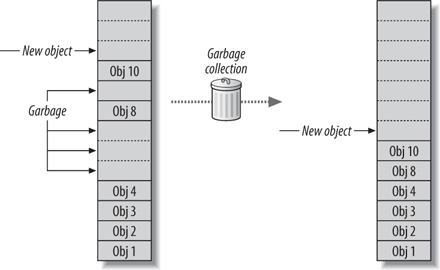 New object
Obj 10
Garbage
Obj 8
Obj 4
Obj 3
Obj 2
Obj 1
Garbage
collection
New object
Obj 10
Obj 8
Obj 4
Obj 3
Obj 2
Obj 1